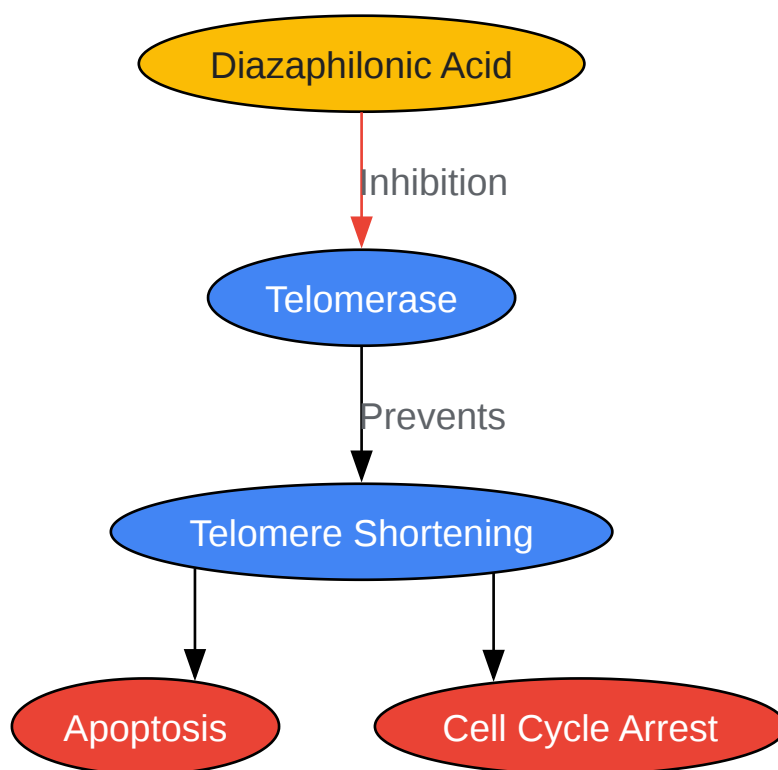 Diazaphilonic Acid
Inhibition
Telomerase
Prevents
Telomere Shortening
Apoptosis
Cell Cycle Arrest